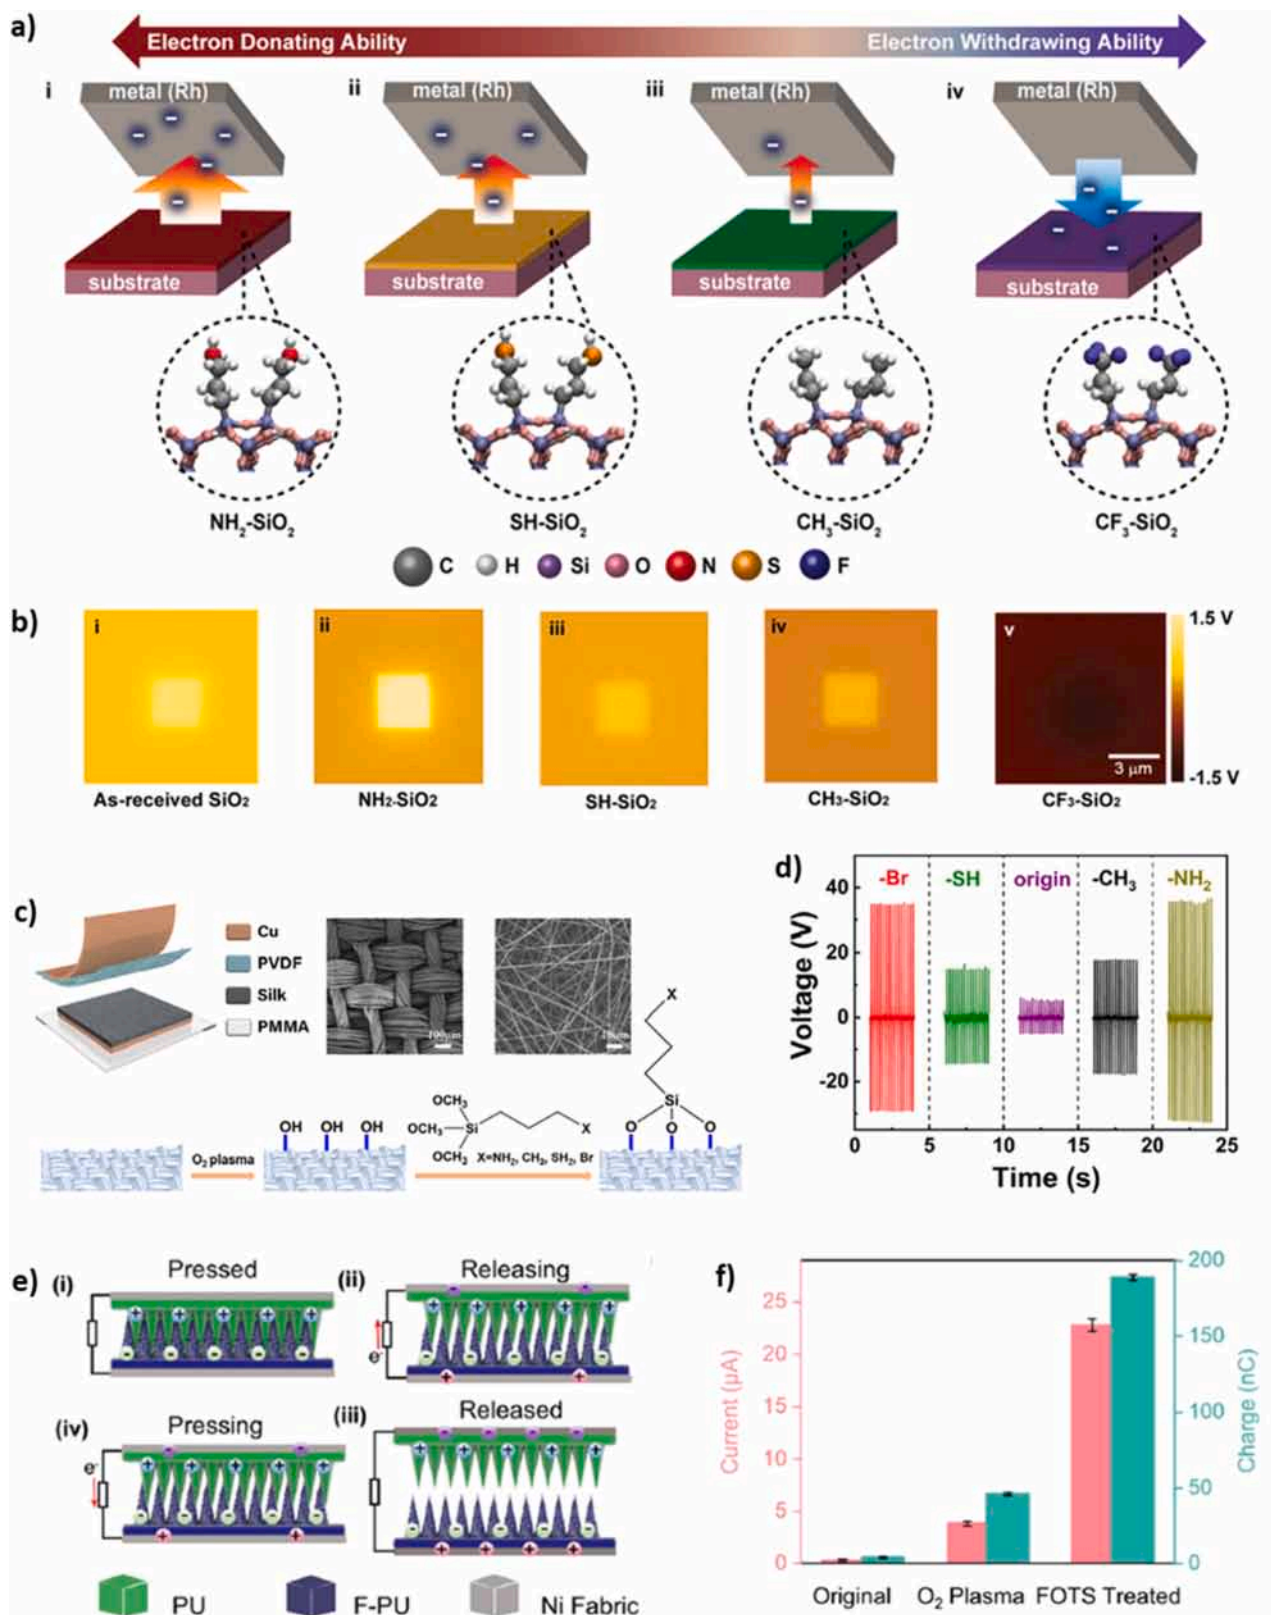 a)
Electron Donating Ability
Electron Withdrawing Ability
i
metal (Rh)
substrate
ii
metal (Rh)
substrate
iii
metal (Rh)
substrate
iv
metal (Rh)
substrate
NH₂-SiO₂
SH-SiO₂
CH₃-SiO₂
CF₃-SiO₂
C H Si O N S F
b)
i
ii
iii
iv
v
1.5 V
-1.5 V
3 μm
As-received SiO₂
NH₂-SiO₂
SH-SiO₂
CH₃-SiO₂
CF₃-SiO₂
c)
Cu
PVDF
Silk
PMMA
100μm
X
Si
O O O
OH OH OH
O₂ plasma
OCH₃
OCH₃
Si
X
OCH₃
X=NH₂, CH₃, SH₂, Br
d)
-Br
-SH
origin
-CH₃
-NH₂
Voltage (V)
40
20
0
-20
0 5 10 15 20 25
Time (s)
e)
(i)
Pressed
(ii)
Releasing
e⁻
(iv)
Pressing
e⁻
(iii)
Released
PU
F-PU
Ni Fabric
f)
Current (μA)
25
20
15
10
5
0
Charge (nC)
200
150
100
50
0
Original
O₂ Plasma
FOTS Treated